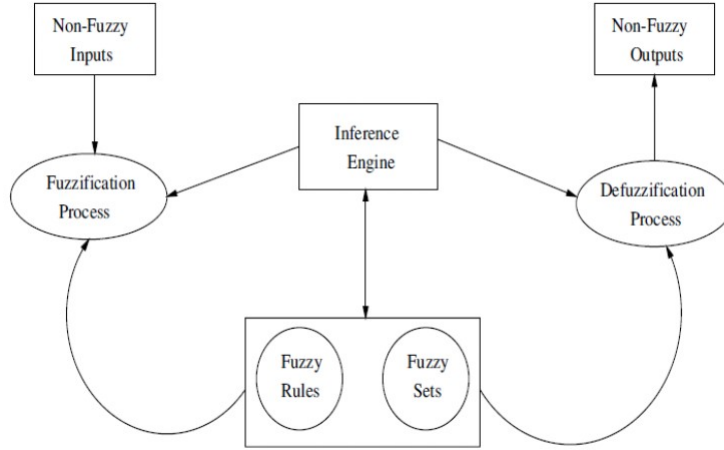 Non-Fuzzy
Inputs
Non-Fuzzy
Outputs
Inference
Engine
Fuzzification
Process
Defuzzification
Process
Fuzzy
Rules
Fuzzy
Sets